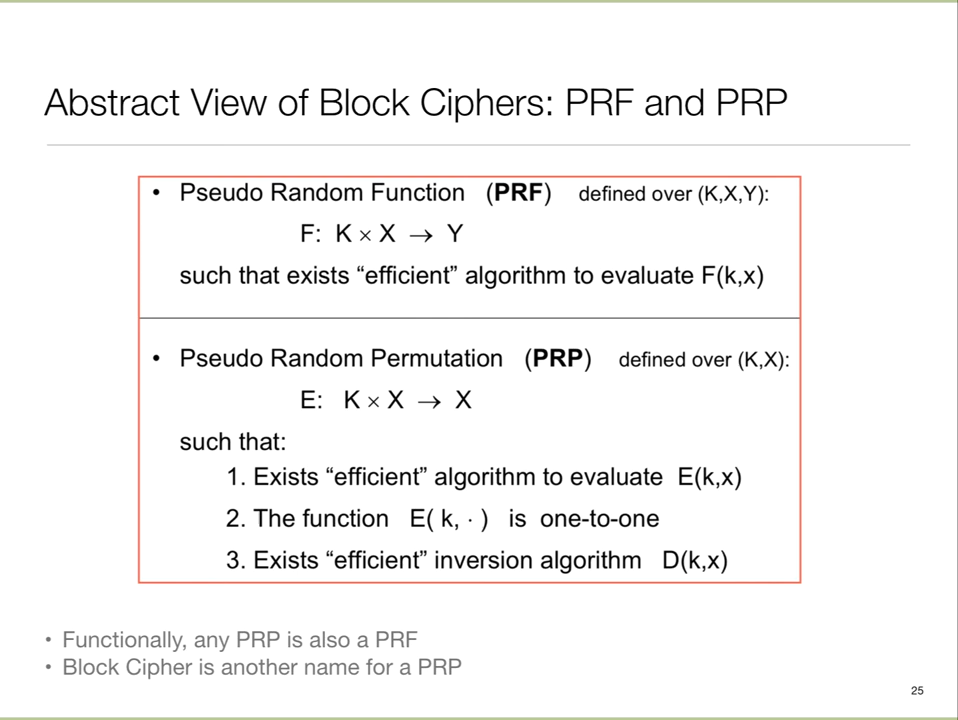 Abstract View of Block Ciphers: PRF and PRP
• Pseudo Random Function (PRF) defined over (K,X,Y):
F: K × X → Y
such that exists “efficient” algorithm to evaluate F(k,x)
• Pseudo Random Permutation (PRP) defined over (K,X):
E: K × X → X
such that:
1. Exists “efficient” algorithm to evaluate E(k,x)
2. The function E( k, · ) is one-to-one
3. Exists “efficient” inversion algorithm D(k,x)
• Functionally, any PRP is also a PRF
• Block Cipher is another name for a PRP
25